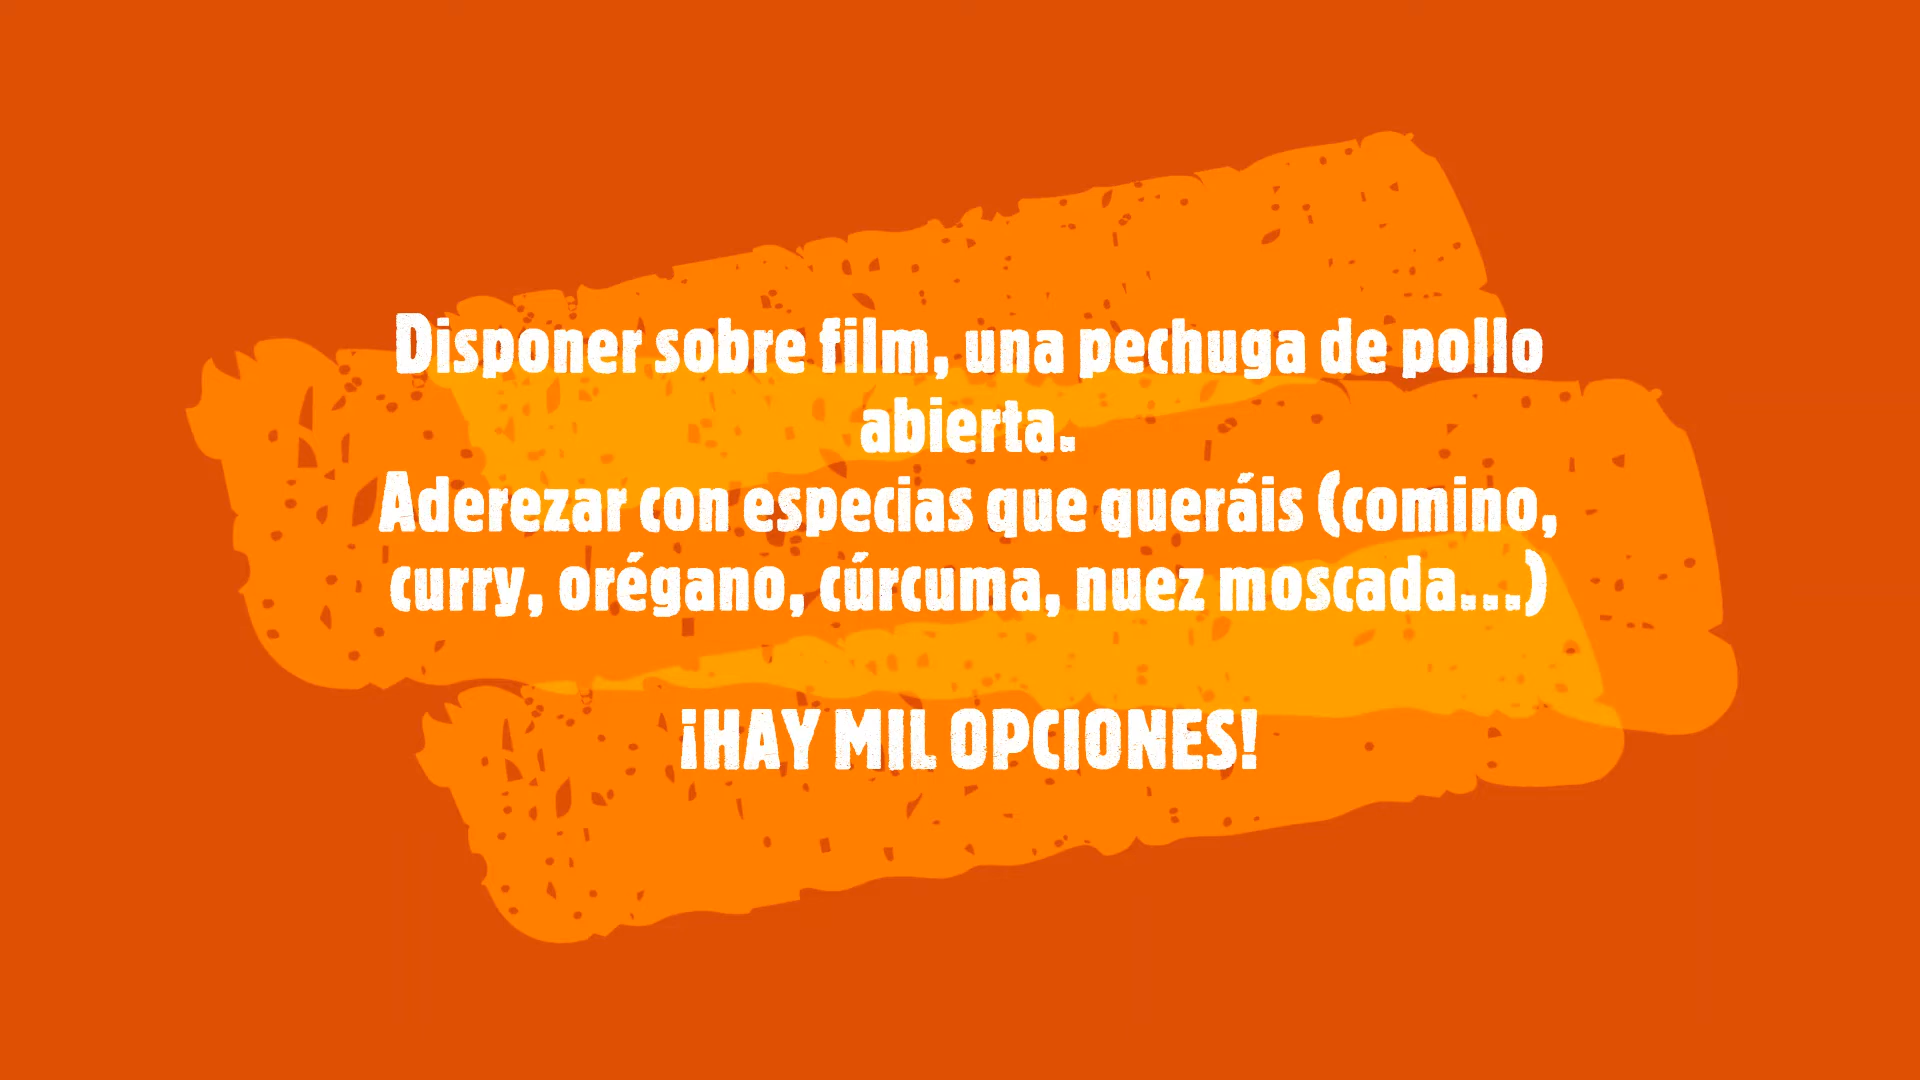 Disponer sobre film, una pechuga de pollo
abierta.
Aderezar con especias que queráis (comino,
curry, orégano, cúrcuma, nuez moscada...)
¡HAY MIL OPCIONES!